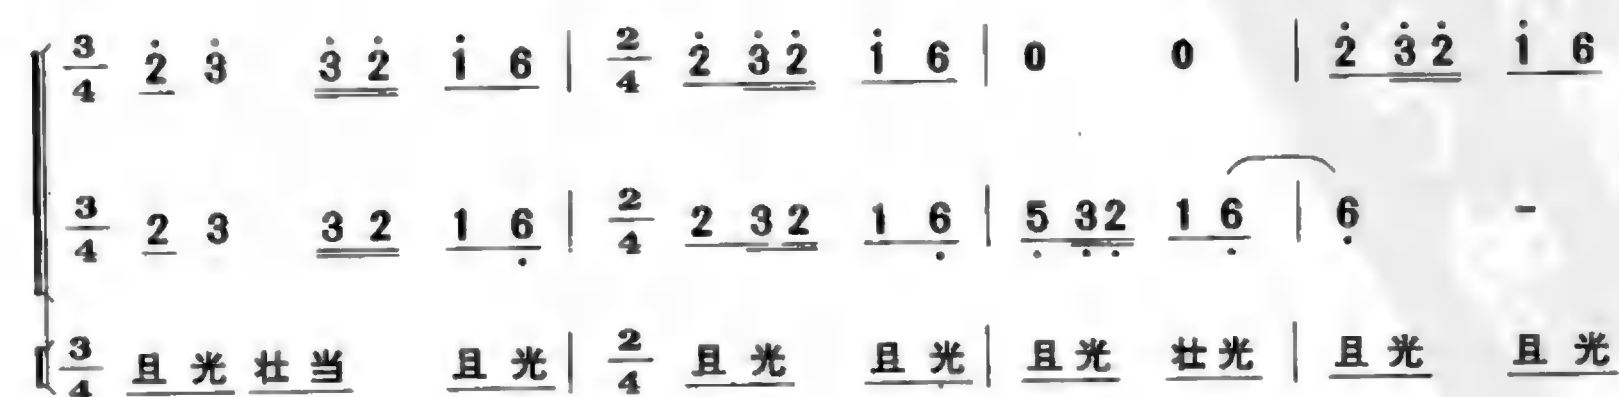 3/4 2̲̇ 3̇ 3̳̇ 2̳̇ 1̲̇ 6̲ | 2/4 2̲̇ 3̳̇ 2̳̇ 1̲̇ 6̲ | 0 0 | 2̲̇ 3̳̇ 2̳̇ 1̲̇ 6̲
3/4 2̲ 3 3̳ 2̳ 1̲ 6̲̣ | 2/4 2̲ 3̳ 2̳ 1̲ 6̲̣ | 5̲̣ 3̳̣ 2̳̣ 1̲ 6̲̣ | 6̣ -
3/4 且光壮当 且光 | 2/4 且光 且光 | 且光 壮光 | 且光 且光